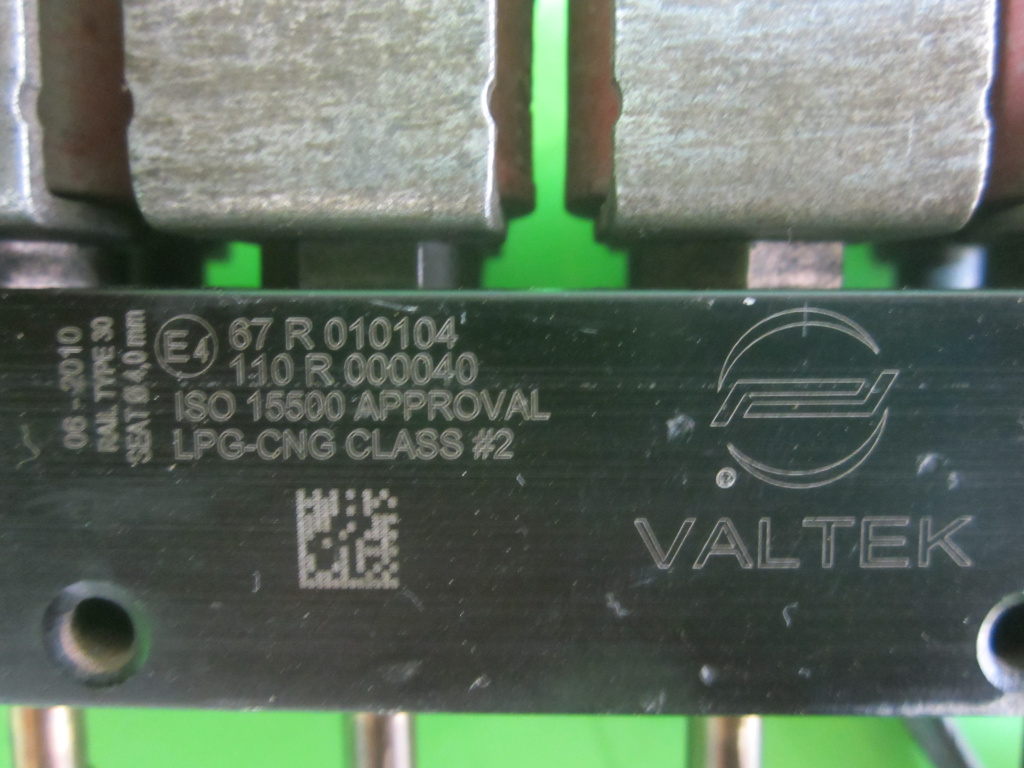 06 - 2010
RAIL TYPE 30
SEAT Ø 4,0 mm
E4
67 R 010104
110 R 000040
ISO 15500 APPROVAL
LPG-CNG CLASS #2
®
VALTEK